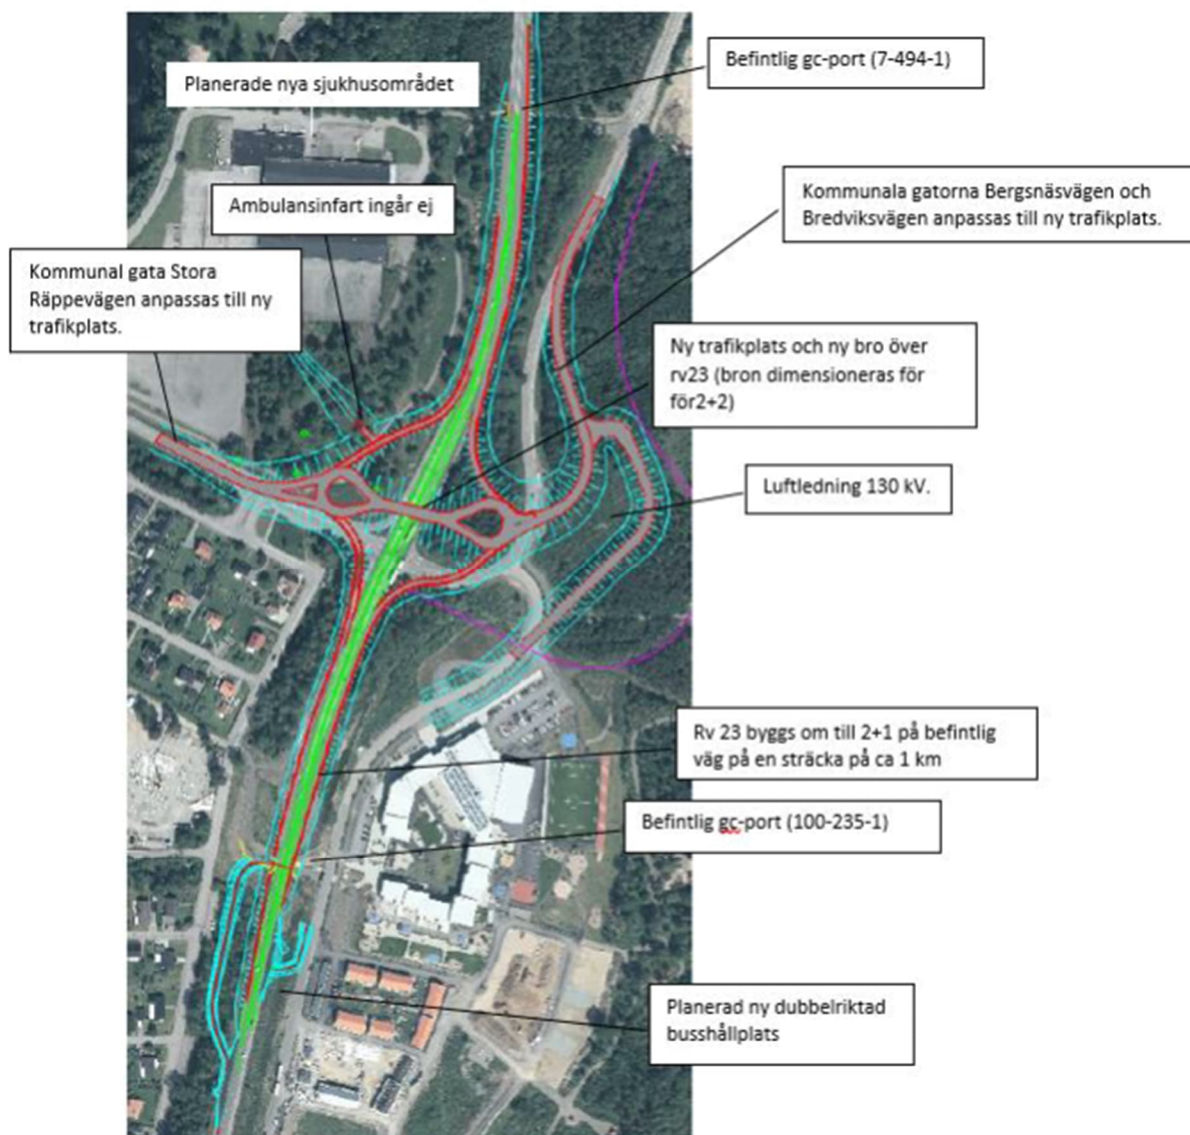 Befintlig gc-port (7-494-1)
Planerade nya sjukhusområdet
Kommunala gatorna Bergsnäsvägen och
Bredviksvägen anpassas till ny trafikplats.
Ambulansinfart ingår ej
Kommunal gata Stora
Räppevägen anpassas till ny
trafikplats.
Ny trafikplats och ny bro över
rv23 (bron dimensioneras för
för2+2)
Luftledning 130 kV.
Rv 23 byggs om till 2+1 på befintlig
väg på en sträcka på ca 1 km
Befintlig gc-port (100-235-1)
Planerad ny dubbelriktad
busshållplats